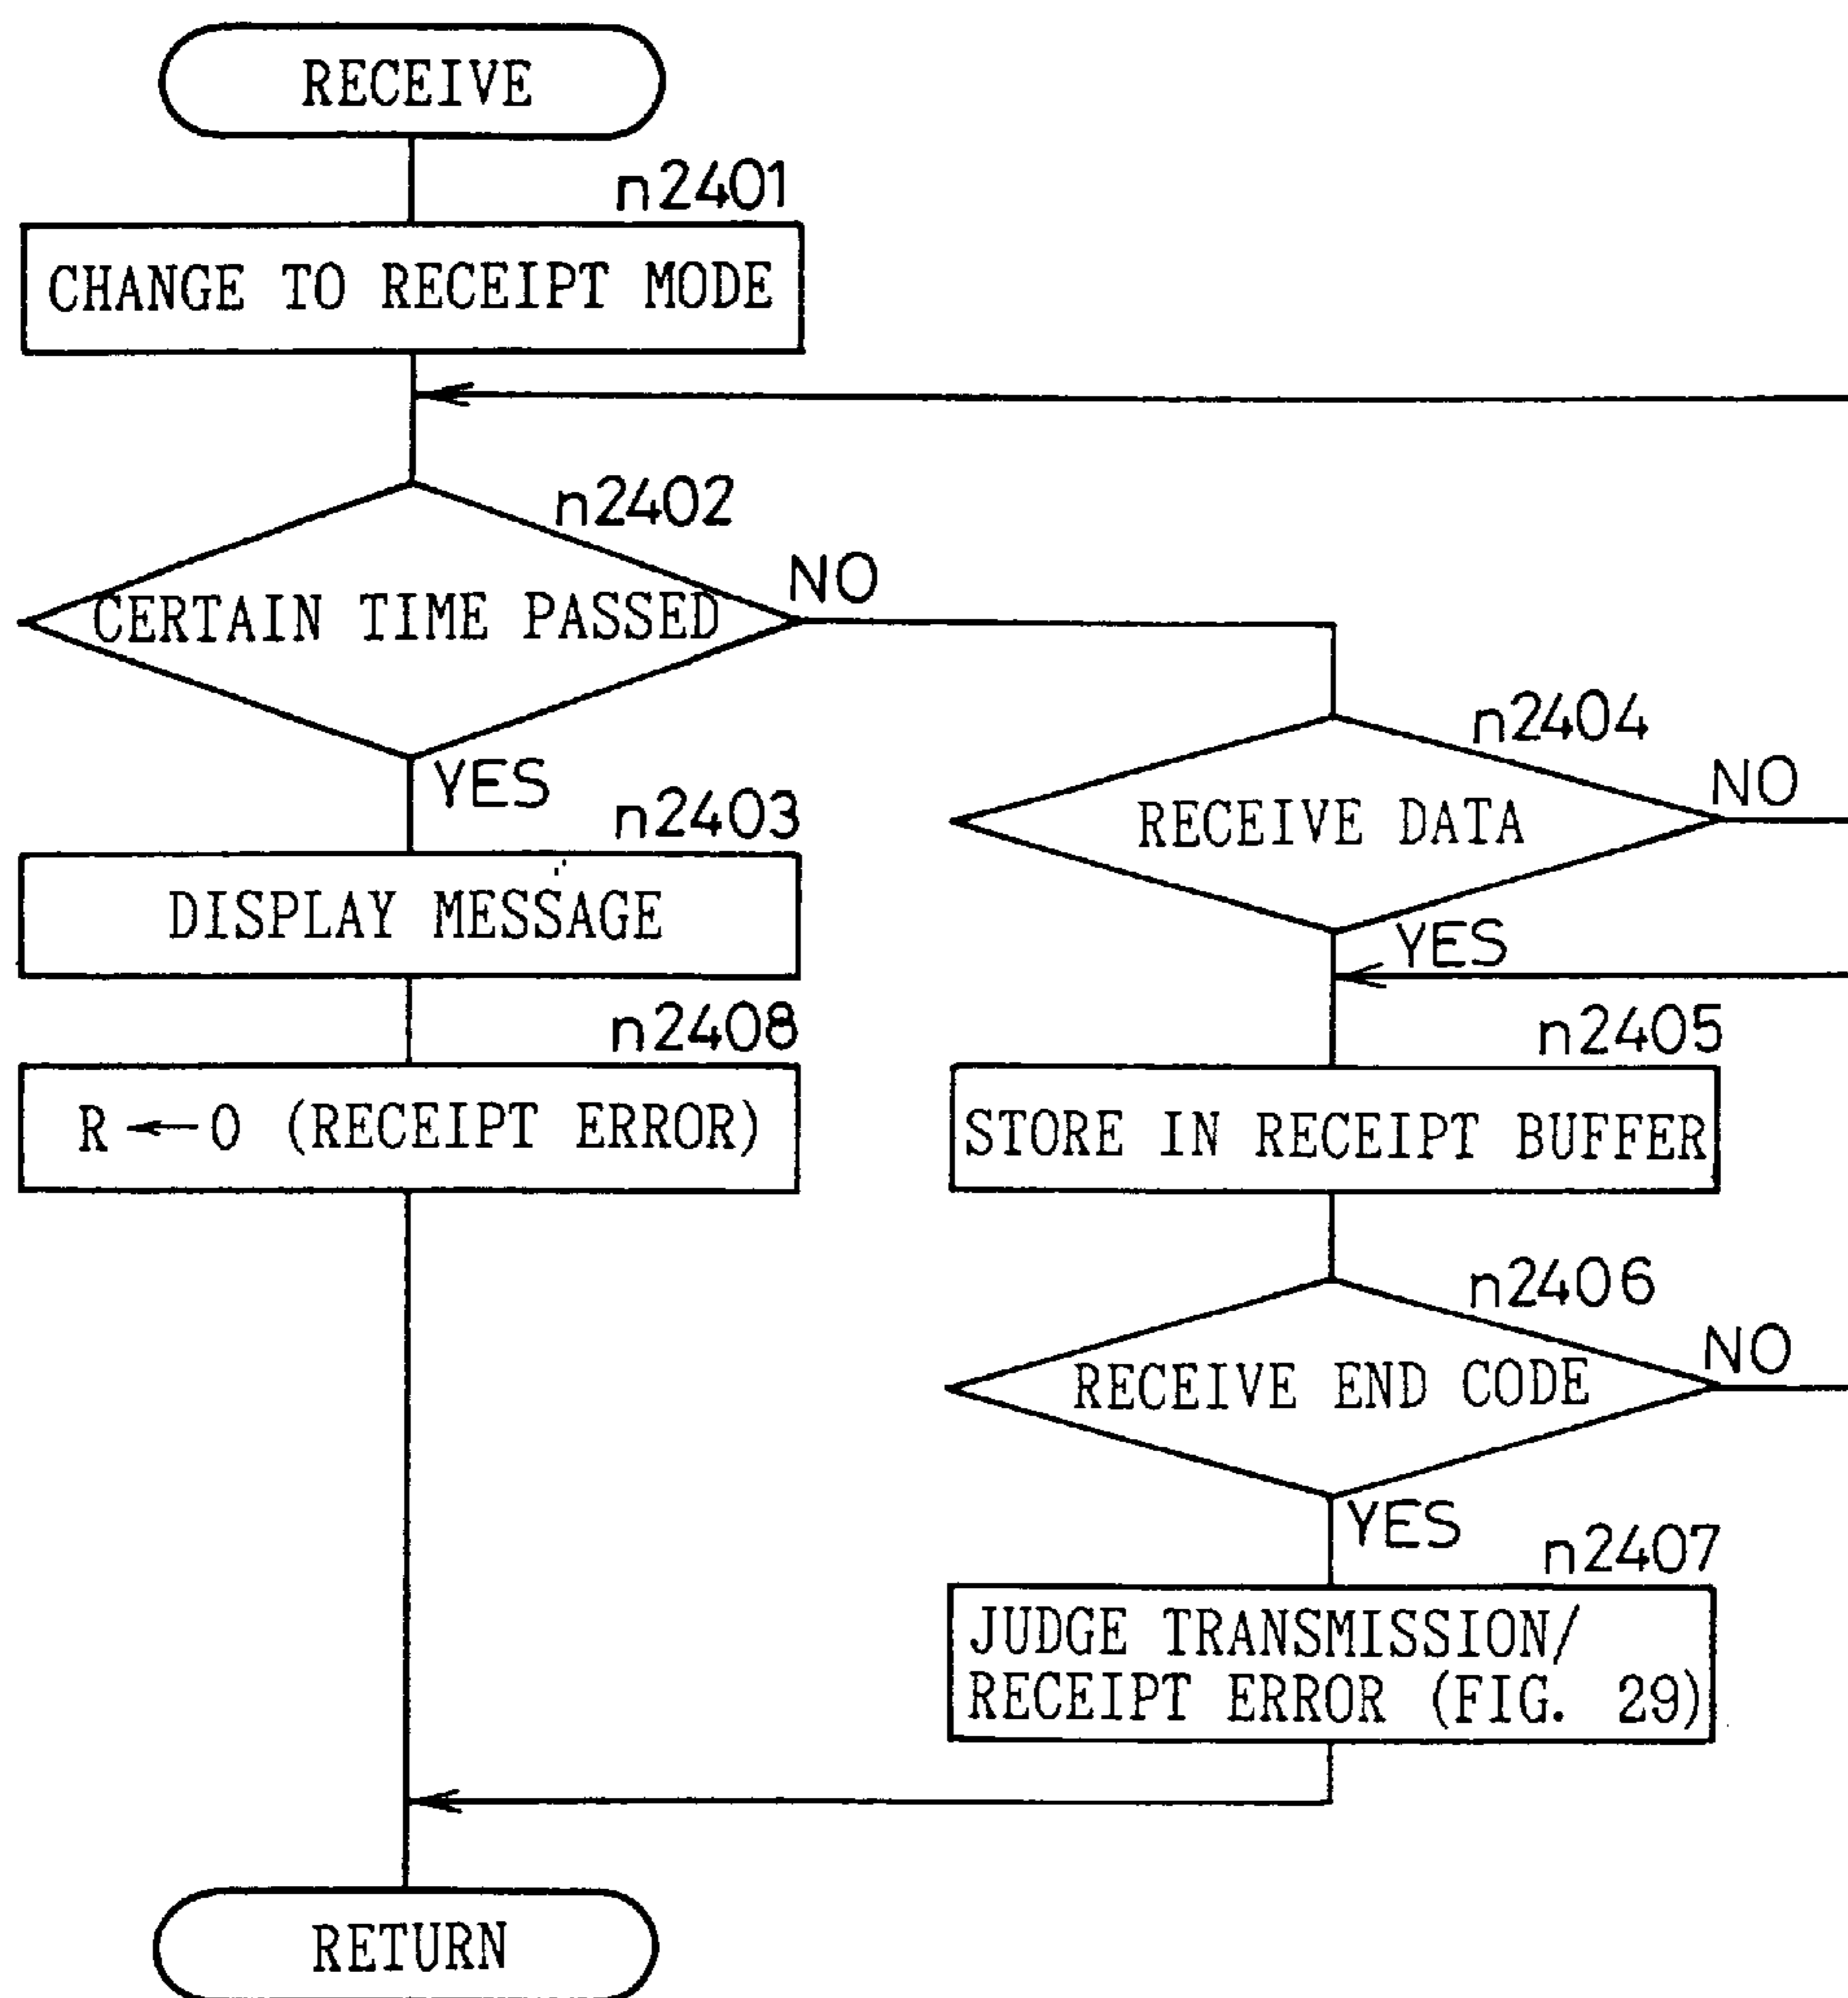 RECEIVE
n2401
CHANGE TO RECEIPT MODE
n2402
CERTAIN TIME PASSED
NO
YES
n2403
DISPLAY MESSAGE
n2408
R ← 0 (RECEIPT ERROR)
n2404
RECEIVE DATA
NO
YES
n2405
STORE IN RECEIPT BUFFER
n2406
RECEIVE END CODE
NO
YES
n2407
JUDGE TRANSMISSION/
RECEIPT ERROR (FIG. 29)
RETURN